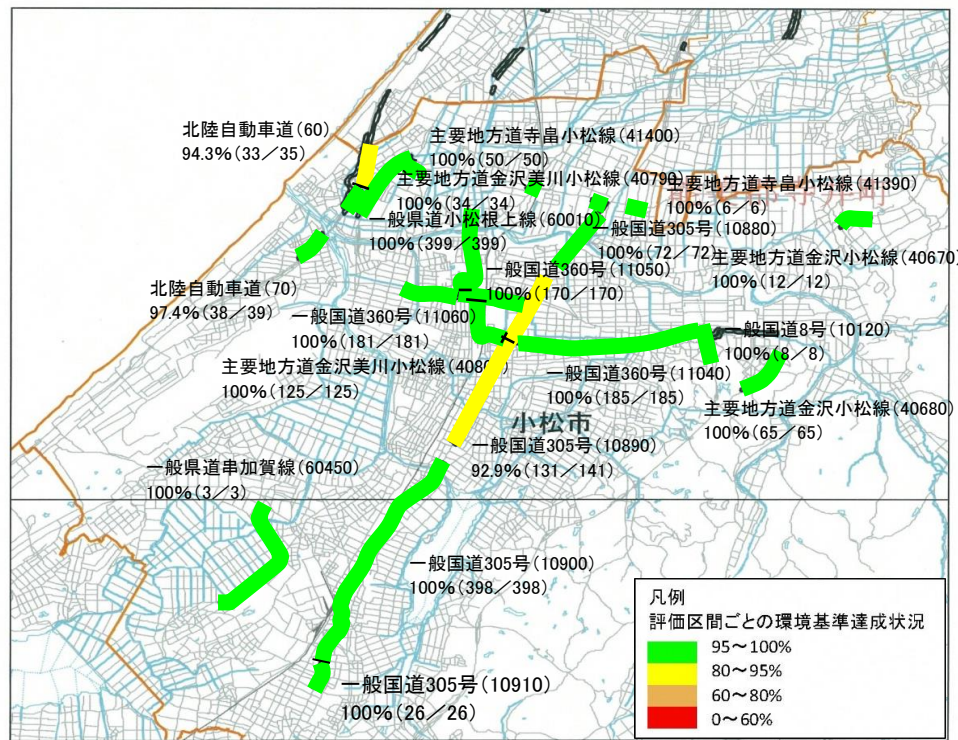 北陸自動車道(60)
94.3%(33/35)
主要地方道寺畠小松線(41400)
100%(50/50)
主要地方道金沢美川小松線(40790)
100%(34/34)
主要地方道寺畠小松線(41390)
100%(6/6)
一般県道小松根上線(60010)
100%(399/399)
一般国道305号(10880)
100%(72/72)
主要地方道金沢小松線(40670)
100%(12/12)
一般国道360号(11050)
100%(170/170)
北陸自動車道(70)
97.4%(38/39)
一般国道360号(11060)
100%(181/181)
一般国道8号(10120)
100%(8/8)
主要地方道金沢美川小松線(4080
100%(125/125)
一般国道360号(11040)
100%(185/185)
主要地方道金沢小松線(40680)
100%(65/65)
小松市
一般国道305号(10890)
92.9%(131/141)
一般県道串加賀線(60450)
100%(3/3)
一般国道305号(10900)
100%(398/398)
一般国道305号(10910)
100%(26/26)
凡例
評価区間ごとの環境基準達成状況
95~100%
80~95%
60~80%
0~60%